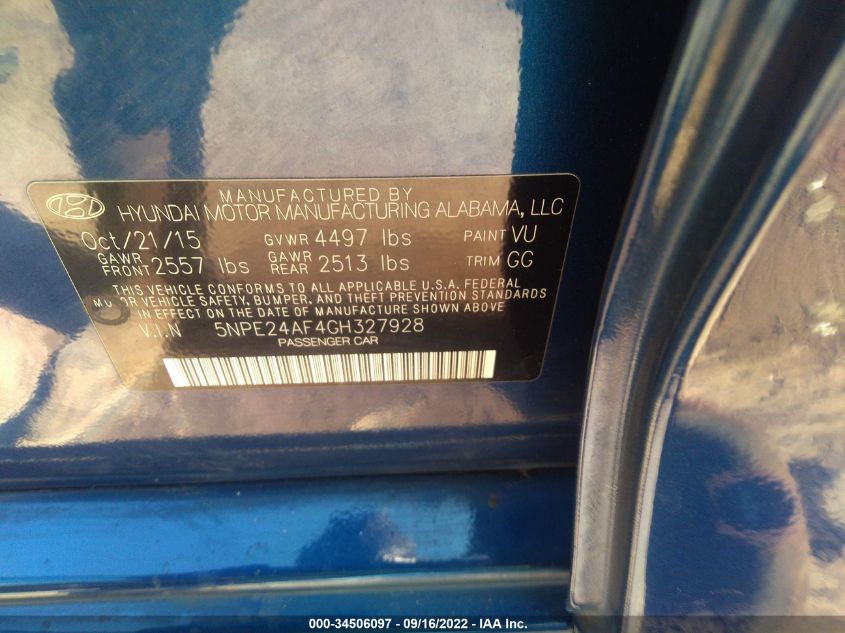 MANUFACTURED BY
HYUNDAI MOTOR MANUFACTURING ALABAMA, LLC
Oct/21/15 GVWR 4497 lbs PAINT VU
GAWR FRONT 2557 lbs GAWR REAR 2513 lbs TRIM GG
THIS VEHICLE CONFORMS TO ALL APPLICABLE U.S.A. FEDERAL
MOTOR VEHICLE SAFETY, BUMPER, AND THEFT PREVENTION STANDARDS
IN EFFECT ON THE DATE OF MANUFACTURE SHOWN ABOVE
V.I.N 5NPE24AF4GH327928
PASSENGER CAR
000-34506097 - 09/16/2022 - IAA Inc.